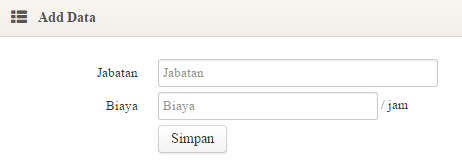 Add Data
Jabatan Jabatan
Biaya Biaya / jam
Simpan